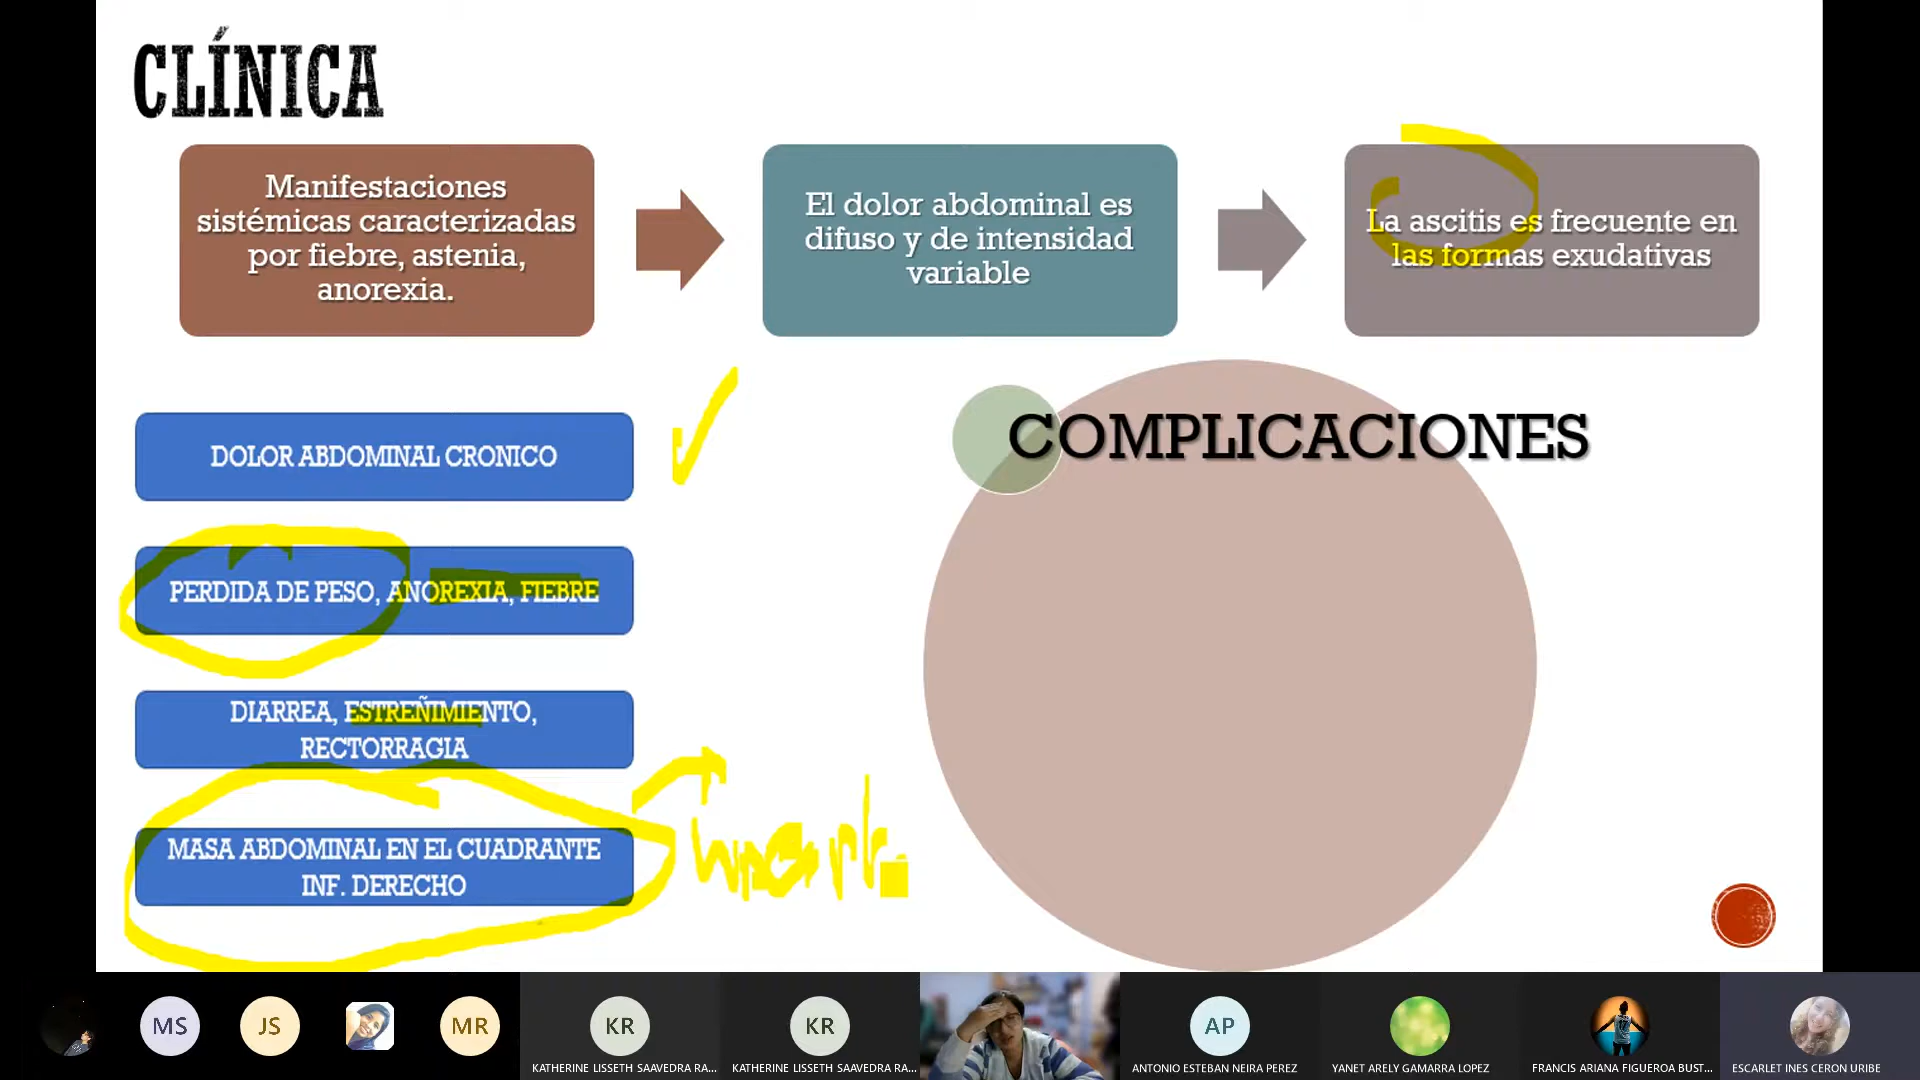 CLÍNICA
Manifestaciones
sistémicas caracterizadas
por fiebre, astenia,
anorexia.
El dolor abdominal es
difuso y de intensidad
variable
La ascitis es frecuente en
las formas exudativas
DOLOR ABDOMINAL CRONICO
PERDIDA DE PESO, ANOREXIA, FIEBRE
DIARREA, ESTREÑIMIENTO,
RECTORRAGIA
MASA ABDOMINAL EN EL CUADRANTE
INF. DERECHO
COMPLICACIONES
MS
JS
MR
KR
KATHERINE LISSETH SAAVEDRA RA...
KR
KATHERINE LISSETH SAAVEDRA RA...
AP
ANTONIO ESTEBAN NEIRA PEREZ
YANET ARELY GAMARRA LOPEZ
FRANCIS ARIANA FIGUEROA BUST...
ESCARLET INES CERON URIBE